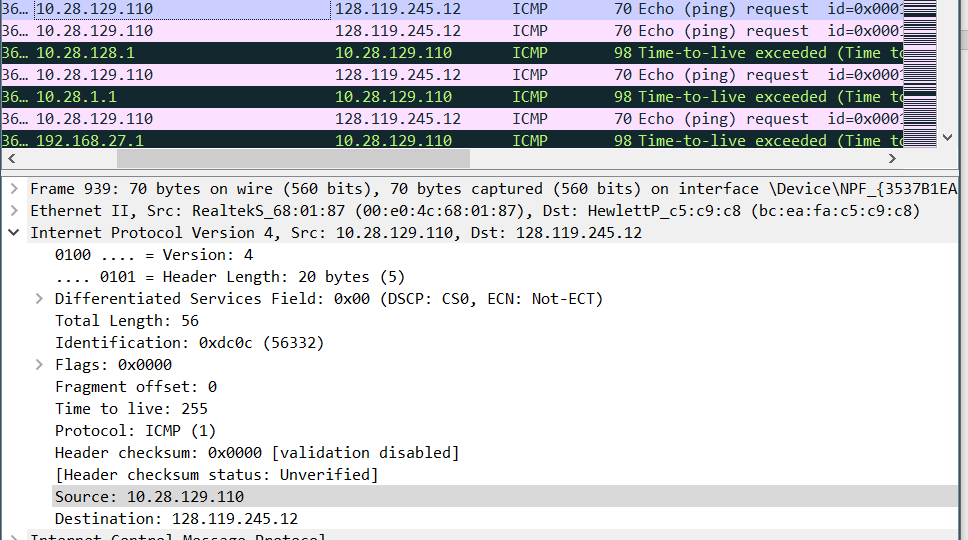 36… 10.28.129.110 128.119.245.12 ICMP 70 Echo (ping) request id=0x0001
36… 10.28.129.110 128.119.245.12 ICMP 70 Echo (ping) request id=0x0001
36… 10.28.128.1 10.28.129.110 ICMP 98 Time-to-live exceeded (Time to
36… 10.28.129.110 128.119.245.12 ICMP 70 Echo (ping) request id=0x0001
36… 10.28.1.1 10.28.129.110 ICMP 98 Time-to-live exceeded (Time to
36… 10.28.129.110 128.119.245.12 ICMP 70 Echo (ping) request id=0x0001
36… 192.168.27.1 10.28.129.110 ICMP 98 Time-to-live exceeded (Time to
Frame 939: 70 bytes on wire (560 bits), 70 bytes captured (560 bits) on interface \Device\NPF_{3537B1EA
Ethernet II, Src: RealtekS_68:01:87 (00:e0:4c:68:01:87), Dst: HewlettP_c5:c9:c8 (bc:ea:fa:c5:c9:c8)
Internet Protocol Version 4, Src: 10.28.129.110, Dst: 128.119.245.12
0100 .... = Version: 4
.... 0101 = Header Length: 20 bytes (5)
Differentiated Services Field: 0x00 (DSCP: CS0, ECN: Not-ECT)
Total Length: 56
Identification: 0xdc0c (56332)
Flags: 0x0000
Fragment offset: 0
Time to live: 255
Protocol: ICMP (1)
Header checksum: 0x0000 [validation disabled]
[Header checksum status: Unverified]
Source: 10.28.129.110
Destination: 128.119.245.12
Internet Control Message Protocol